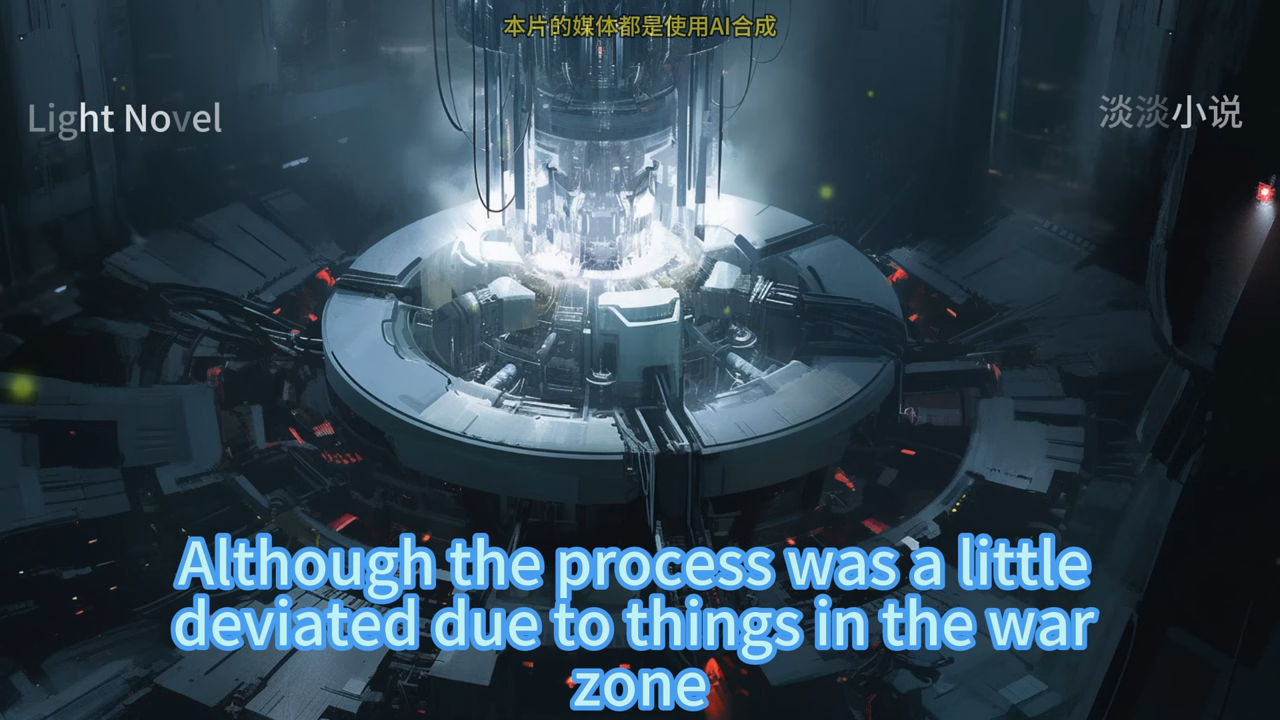 本片的媒体都是使用AI合成
Light Novel
淡淡小说
Although the process was a little
deviated due to things in the war
zone